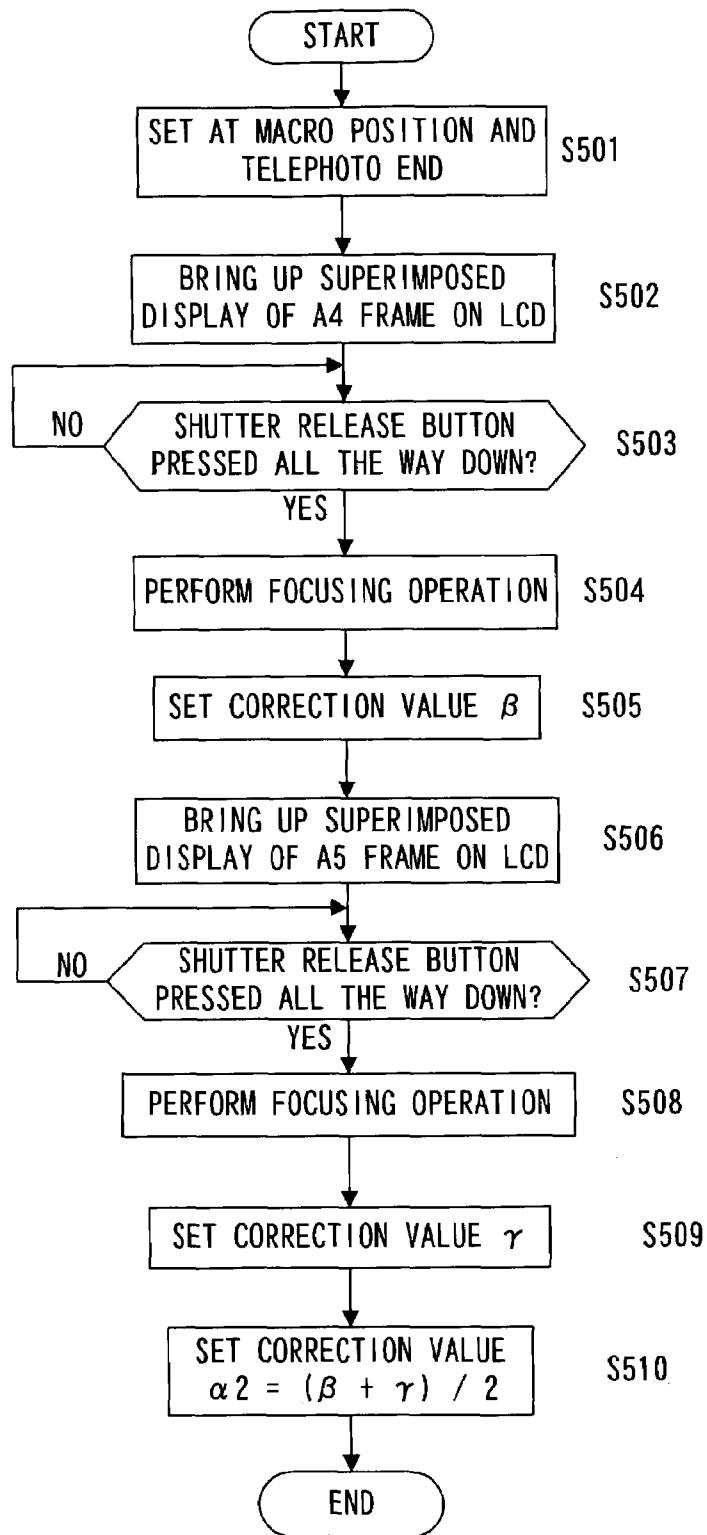 START
SET AT MACRO POSITION AND
TELEPHOTO END
S501
BRING UP SUPERIMPOSED
DISPLAY OF A4 FRAME ON LCD
S502
NO
SHUTTER RELEASE BUTTON
PRESSED ALL THE WAY DOWN?
S503
YES
PERFORM FOCUSING OPERATION
S504
SET CORRECTION VALUE β
S505
BRING UP SUPERIMPOSED
DISPLAY OF A5 FRAME ON LCD
S506
NO
SHUTTER RELEASE BUTTON
PRESSED ALL THE WAY DOWN?
S507
YES
PERFORM FOCUSING OPERATION
S508
SET CORRECTION VALUE γ
S509
SET CORRECTION VALUE
α2 = (β + γ) / 2
S510
END